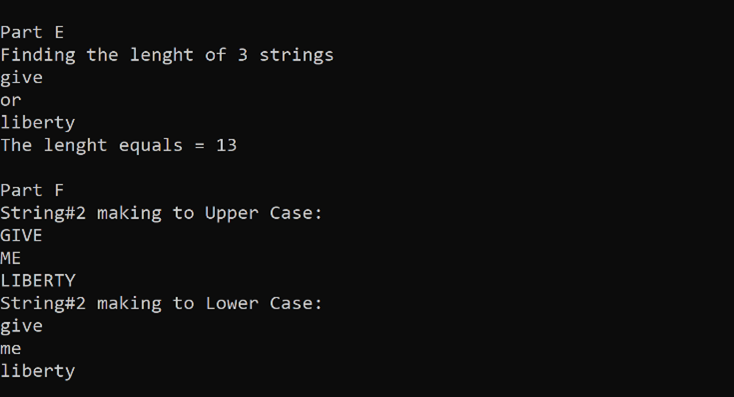 Part E
Finding the lenght of 3 strings
give
or
liberty
The lenght equals = 13
Part F
String#2 making to Upper Case:
GIVE
ME
LIBERTY
String#2 making to Lower Case:
give
me
liberty